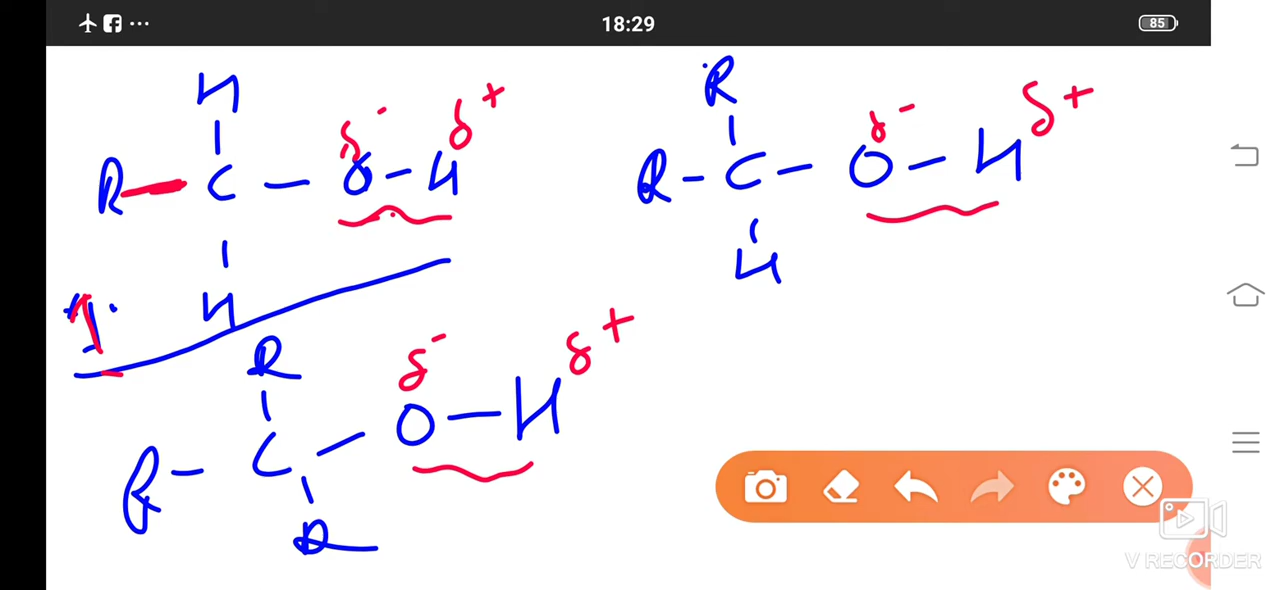 18:29
85
H
R — C — O — H
δ- δ+
H
R
R - C — O — H
δ- δ+
H
1.
R
R - C — O — H
δ- δ+
R
V RECORDER